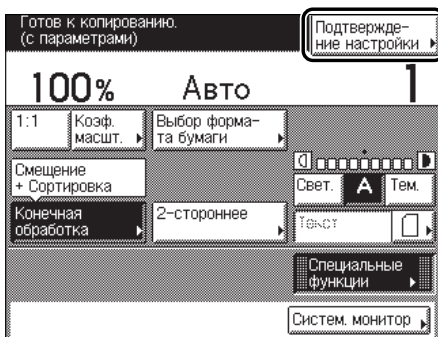 Готов к копированию.
(с параметрами)
Подтвержде-
ние настройки
100% Авто 1
1:1
Коэф.
масшт.
Выбор форма-
та бумаги
Смещение
+ Сортировка
Свет. A Тем.
Конечная
обработка
2-стороннее
Текст
Специальные
функции
Систем. монитор